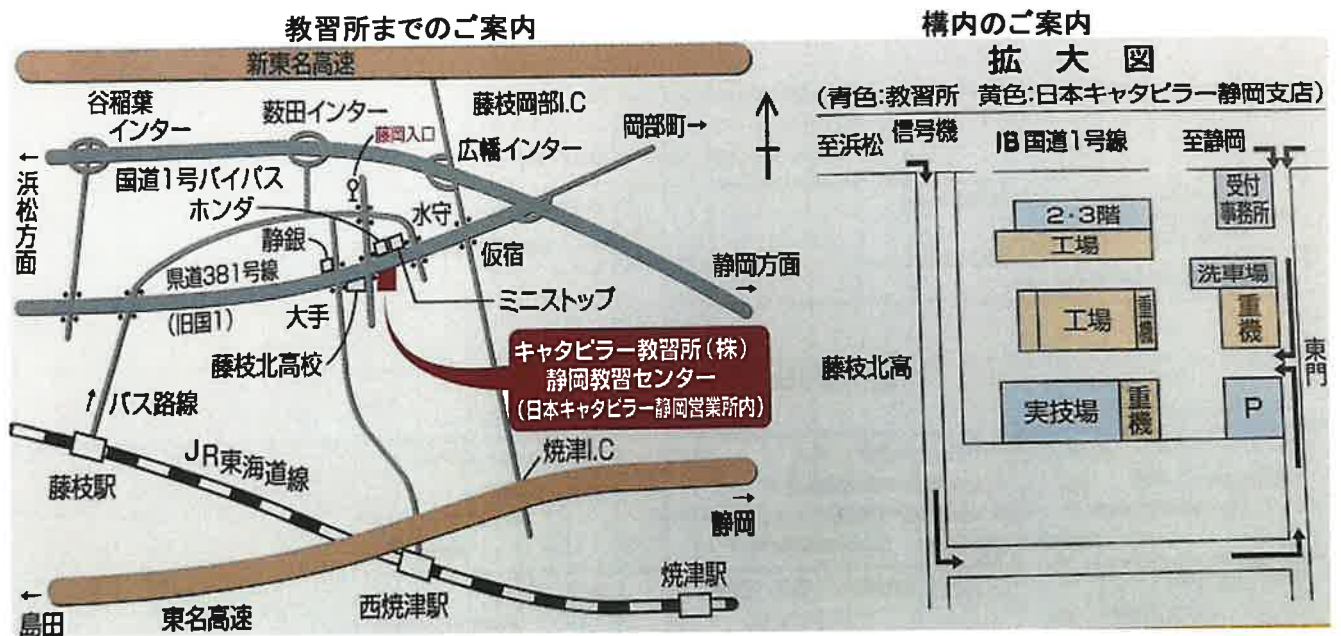 教習所までのご案内
新東名高速
谷稲葉
インター
薮田インター
藤岡入口
藤枝岡部I.C
広幡インター
岡部町→
←浜松方面
国道1号バイパス
ホンダ
水守
静銀
仮宿
県道381号線
(旧国1)
大手
ミニストップ
静岡方面
→
藤枝北高校
キャタピラー教習所(株)
静岡教習センター
(日本キャタピラー静岡営業所内)
↑バス路線
JR東海道線
藤枝駅
焼津I.C
→
静岡
西焼津駅
焼津駅
東名高速
←
島田
構内のご案内
拡大図
(青色:教習所 黄色:日本キャタピラー静岡支店)
至浜松
信号機
旧国道1号線
至静岡
受付
事務所
2・3階
工場
洗車場
工場
重機
重機
東門
藤枝北高
実技場
重機
P